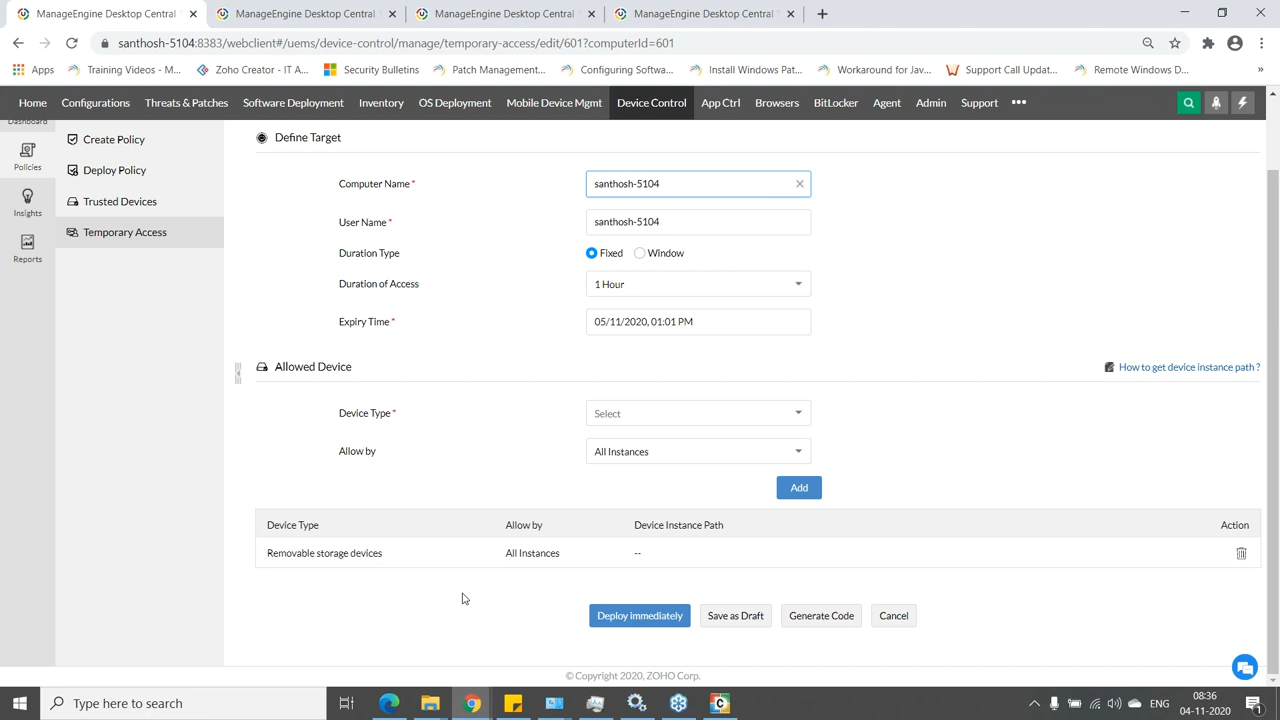 ManageEngine Desktop Central
ManageEngine Desktop Central
ManageEngine Desktop Central
ManageEngine Desktop Central
santhosh-5104:8383/webclient#/uems/device-control/manage/temporary-access/edit/601?computerId=601
Apps
Training Videos - M...
Zoho Creator - IT A...
Security Bulletins
Patch Management...
Configuring Softwa...
Install Windows Pat...
Workaround for Jav...
Support Call Updat...
Remote Windows D...
»
Home
Configurations
Threats & Patches
Software Deployment
Inventory
OS Deployment
Mobile Device Mgmt
Device Control
App Ctrl
Browsers
BitLocker
Agent
Admin
Support
•••
Dashboard
Policies
Insights
Reports
Create Policy
Deploy Policy
Trusted Devices
Temporary Access
Define Target
Computer Name*
santhosh-5104
User Name*
santhosh-5104
Duration Type
Fixed
Window
Duration of Access
1 Hour
Expiry Time*
05/11/2020, 01:01 PM
Allowed Device
How to get device instance path ?
Device Type*
Select
Allow by
All Instances
Add
Device Type
Allow by
Device Instance Path
Action
Removable storage devices
All Instances
--
Deploy immediately
Save as Draft
Generate Code
Cancel
© Copyright 2020, ZOHO Corp.
Type here to search
ENG
08:36
04-11-2020
1